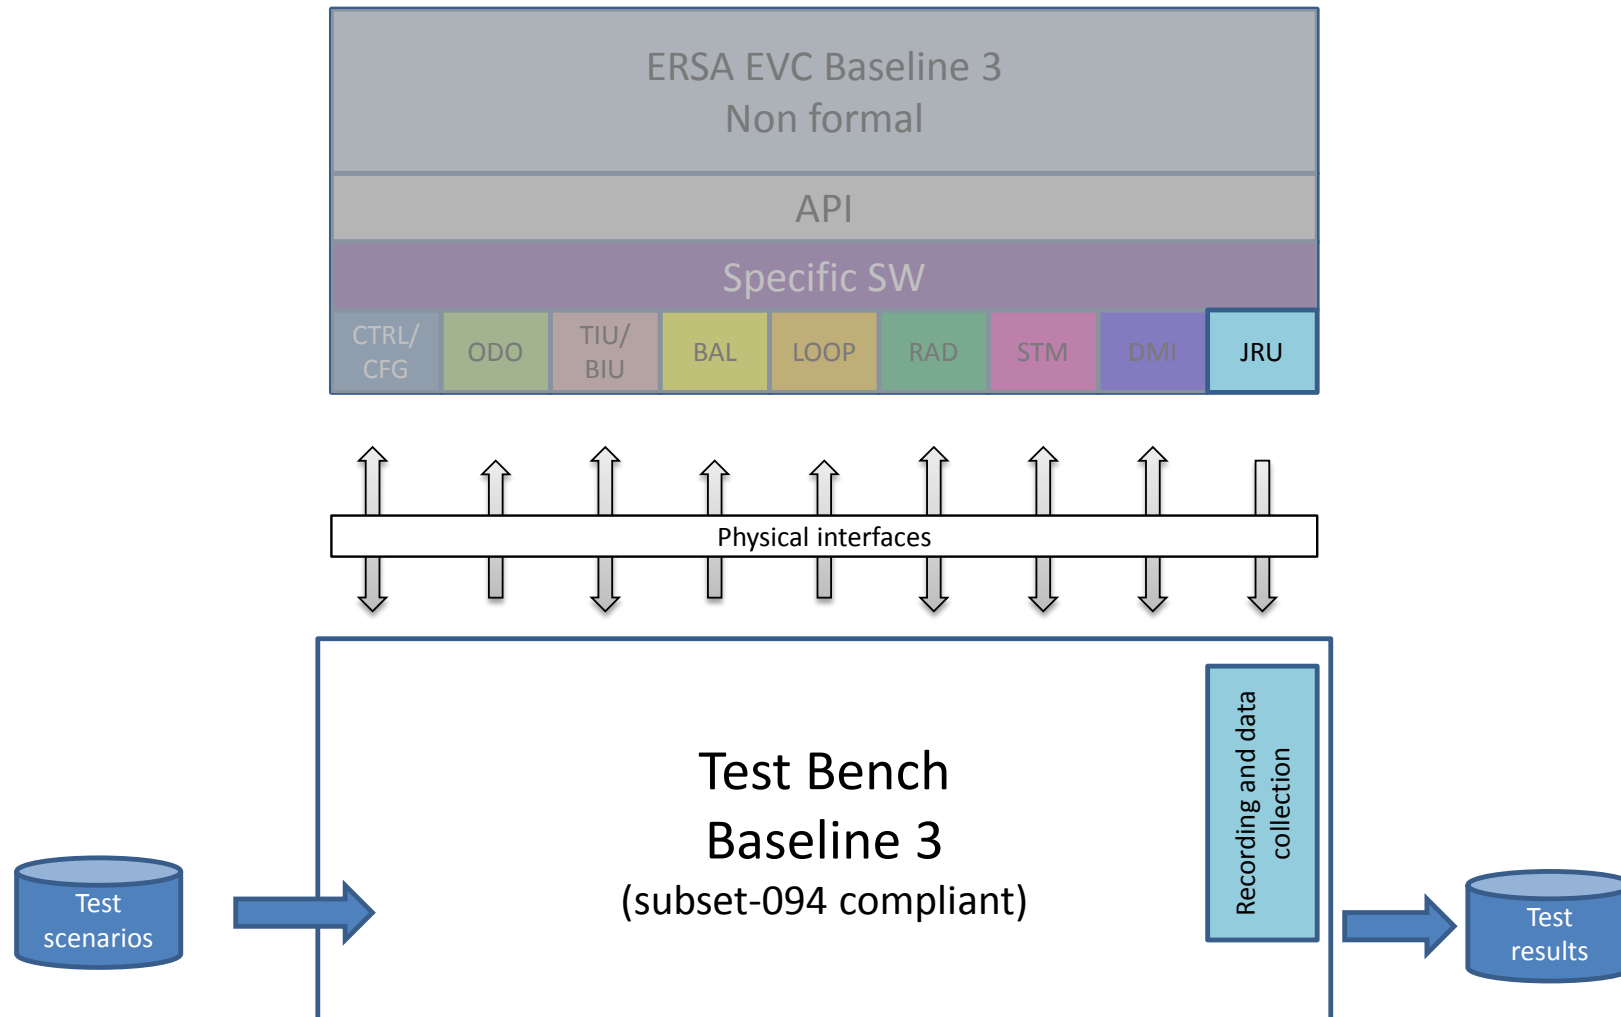 ERSA EVC Baseline 3
Non formal
API
Specific SW
CTRL/
CFG
ODO
TIU/
BIU
BAL
LOOP
RAD
STM
DMI
JRU
Physical interfaces
Test Bench
Baseline 3
(subset-094 compliant)
Recording and data
collection
Test
scenarios
Test
results